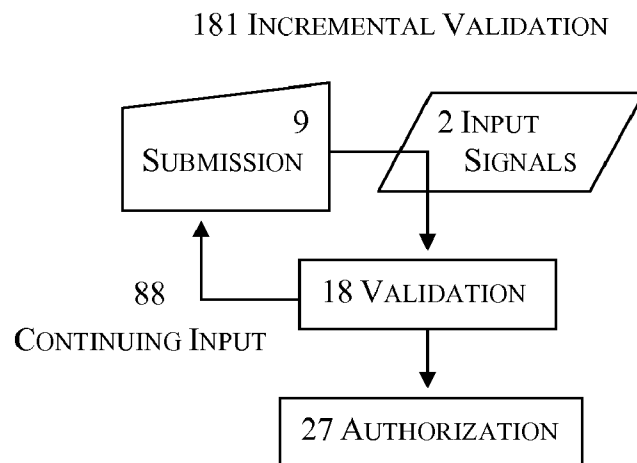 181 INCREMENTAL VALIDATION
9
SUBMISSION
2 INPUT
SIGNALS
88
CONTINUING INPUT
18 VALIDATION
27 AUTHORIZATION